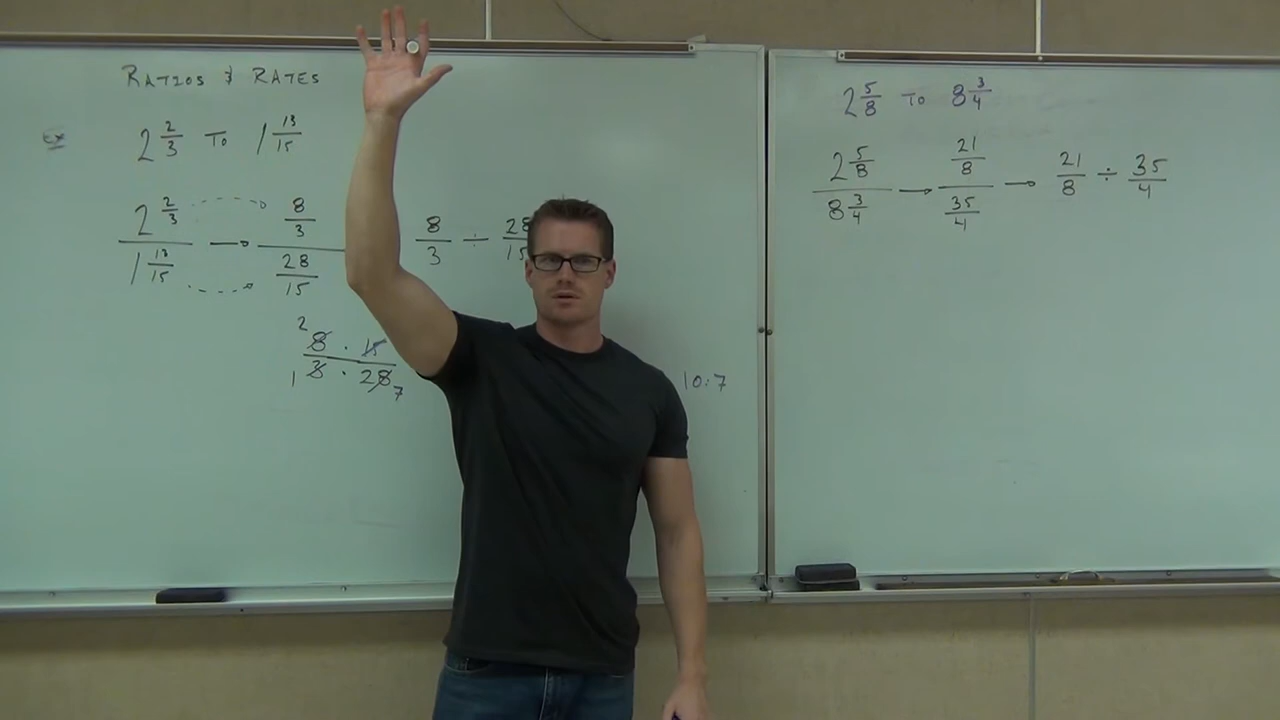 RATIOS & RATES
Ex 2 2/3 TO 1 13/15
2 2/3 / 1 13/15 → 8/3 / 28/15 8/3 ÷ 28/15
2 8 · 15
1 3 · 28 7
10:7
2 5/8 TO 8 3/4
2 5/8 / 8 3/4 → 21/8 / 35/4 → 21/8 ÷ 35/4